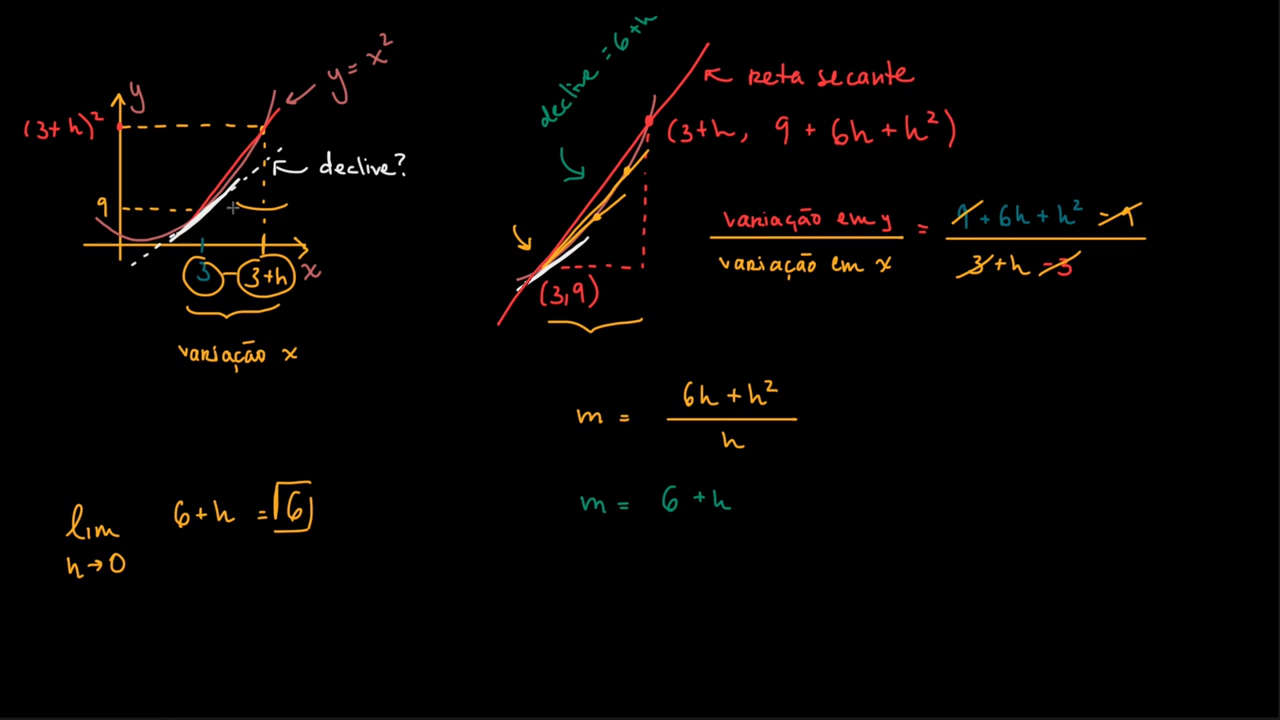 y
y = x²
(3+h)²
declive?
9
3
3+h
x
variação x
lim 6+h = 6
h→0
declive = 6+h
reta secante
(3+h, 9 + 6h + h²)
(3,9)
variação em y = 9 + 6h + h² - 9
variação em x 3 + h - 3
m = 6h + h²
h
m = 6 + h